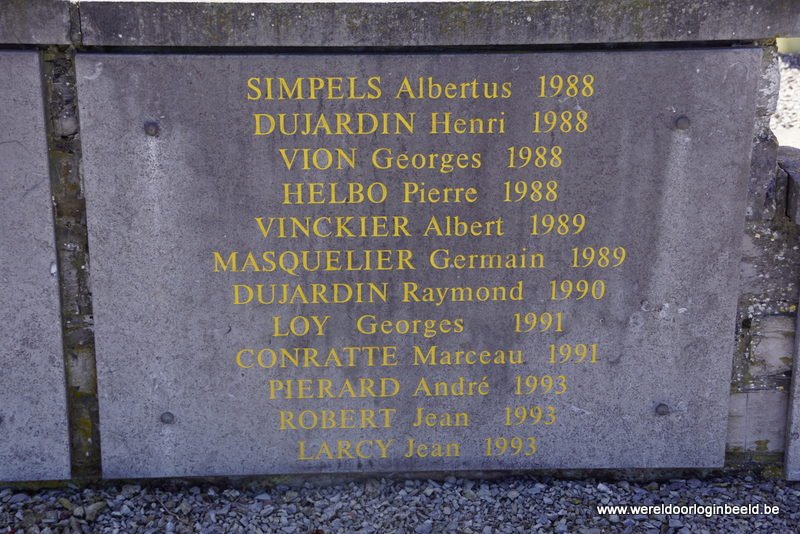 SIMPELS Albertus 1988
DUJARDIN Henri 1988
VION Georges 1988
HELBO Pierre 1988
VINCKIER Albert 1989
MASQUELIER Germain 1989
DUJARDIN Raymond 1990
LOY Georges 1991
CONRATTE Marceau 1991
PIERARD André 1993
ROBERT Jean 1993
LARCY Jean 1993
www.wereldoorloginbeeld.be